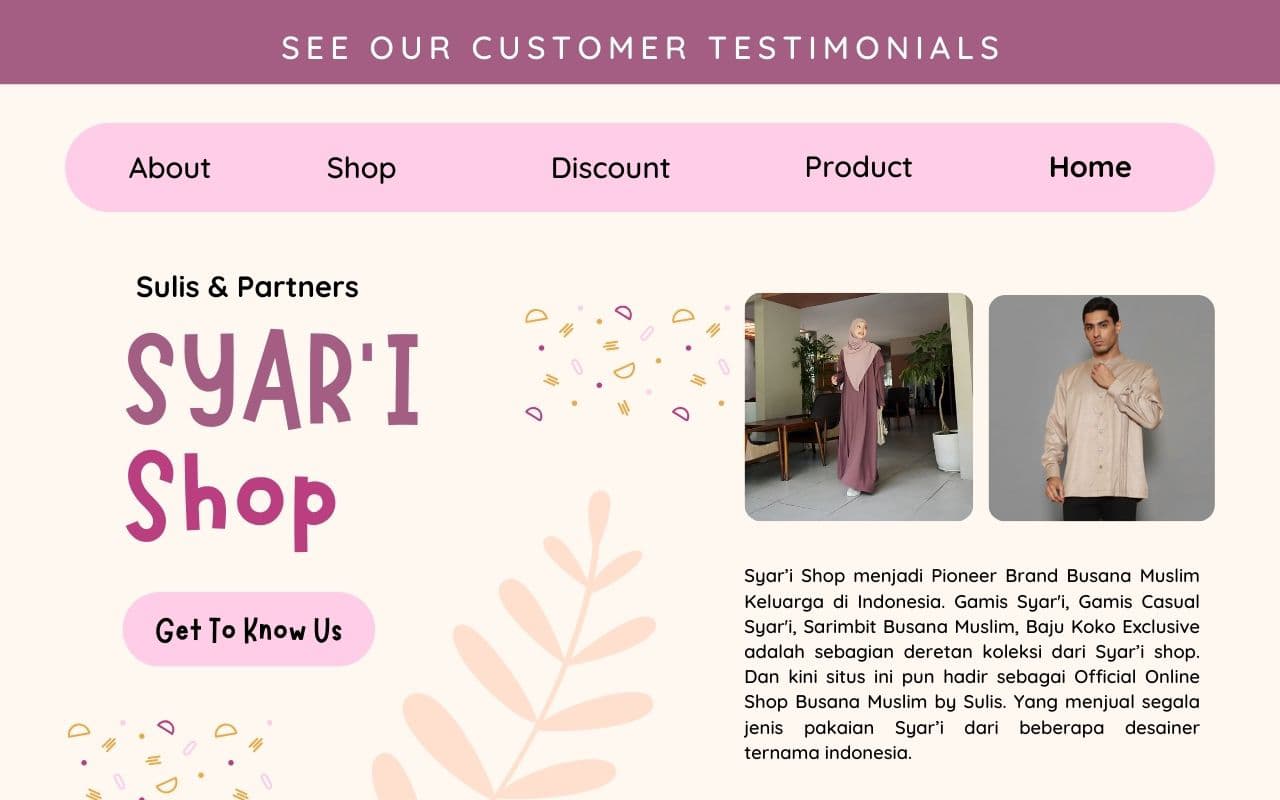 SEE OUR CUSTOMER TESTIMONIALS
About Shop Discount Product Home
Sulis & Partners
SYAR'I
Shop
Get To Know Us
Syar’i Shop menjadi Pioneer Brand Busana Muslim
Keluarga di Indonesia. Gamis Syar'i, Gamis Casual
Syar'i, Sarimbit Busana Muslim, Baju Koko Exclusive
adalah sebagian deretan koleksi dari Syar’i shop.
Dan kini situs ini pun hadir sebagai Official Online
Shop Busana Muslim by Sulis. Yang menjual segala
jenis pakaian Syar’i dari beberapa desainer
ternama indonesia.